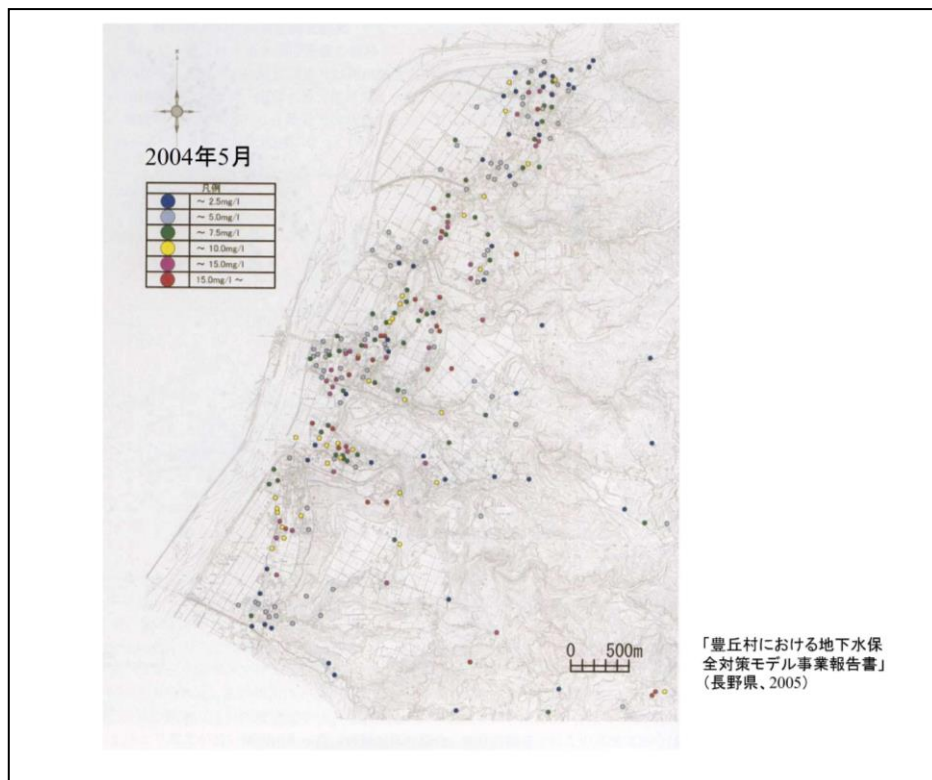 2004年5月
凡例
～ 2.5mg/l
～ 5.0mg/l
～ 7.5mg/l
～ 10.0mg/l
～ 15.0mg/l
15.0mg/l ～
0 500m
「豊丘村における地下水保
全対策モデル事業報告書」
（長野県、2005）